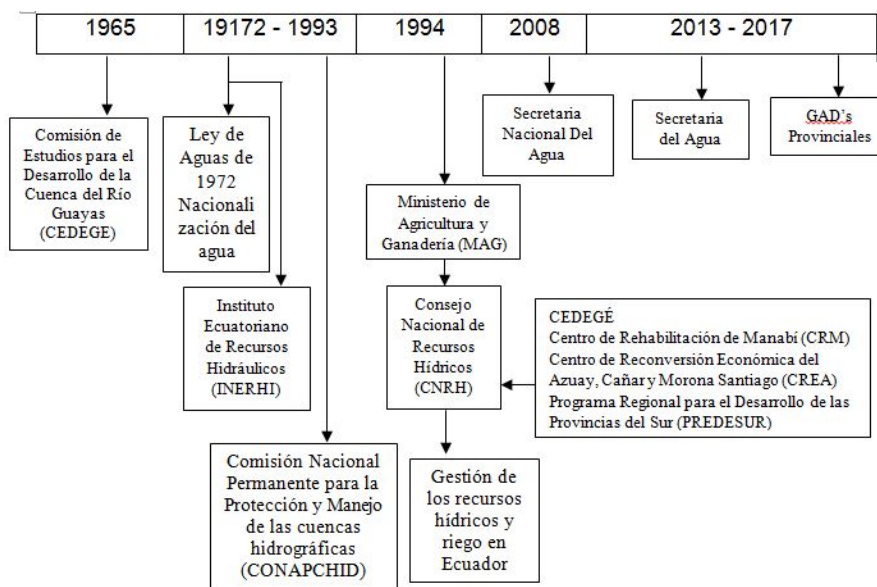 1965
19172 - 1993
1994
2008
2013 - 2017
Comisión de
Estudios para el
Desarrollo de la
Cuenca del Río
Guayas
(CEDEGE)
Ley de
Aguas de
1972
Nacionali
zación del
agua
Instituto
Ecuatoriano
de Recursos
Hidráulicos
(INERHI)
Comisión Nacional
Permanente para la
Protección y Manejo
de las cuencas
hidrográficas
(CONAPCHID)
Ministerio de
Agricultura y
Ganadería (MAG)
Consejo
Nacional de
Recursos
Hídricos
(CNRH)
Gestión de
los recursos
hídricos y
riego en
Ecuador
Secretaria
Nacional Del
Agua
Secretaria
del Agua
GAD's
Provinciales
CEDEGÉ
Centro de Rehabilitación de Manabí (CRM)
Centro de Reconversión Económica del
Azuay, Cañar y Morona Santiago (CREA)
Programa Regional para el Desarrollo de las
Provincias del Sur (PREDESUR)